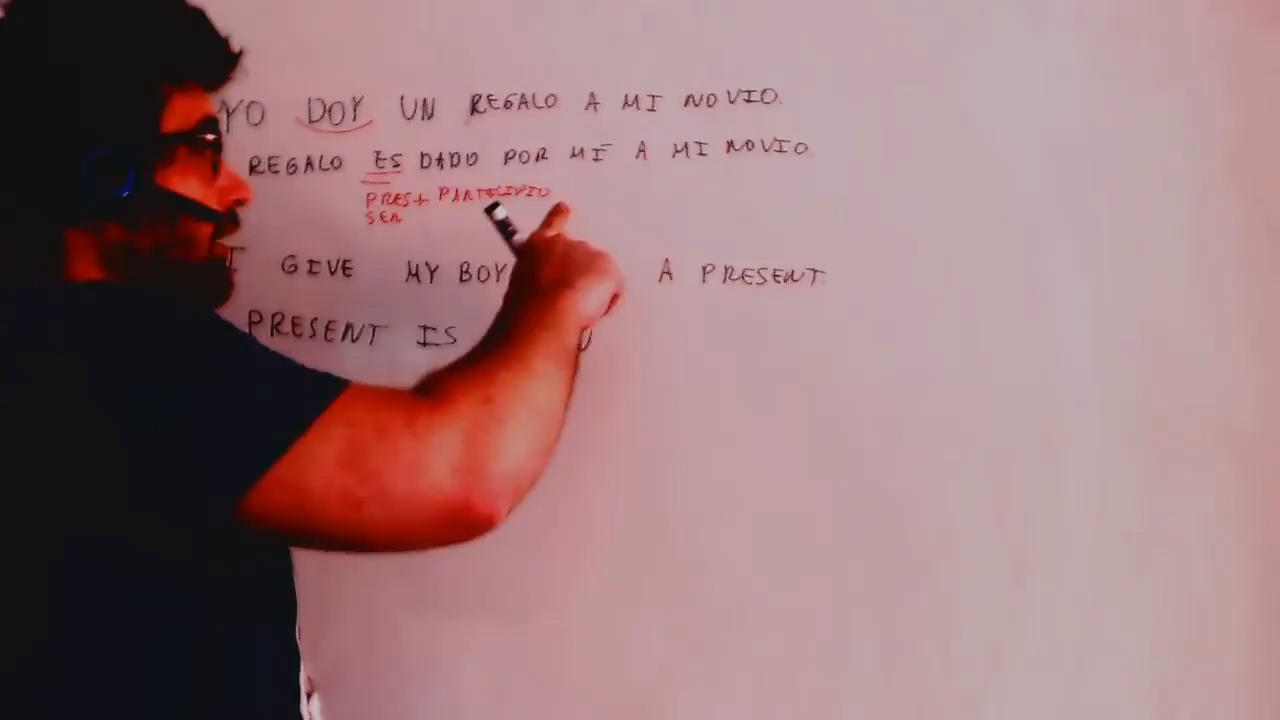 YO DOY UN REGALO A MI NOVIO.
REGALO ES DADO POR MÍ A MI NOVIO.
PRES+ PARTICIPIO
SER
I GIVE MY BOY A PRESENT.
PRESENT IS